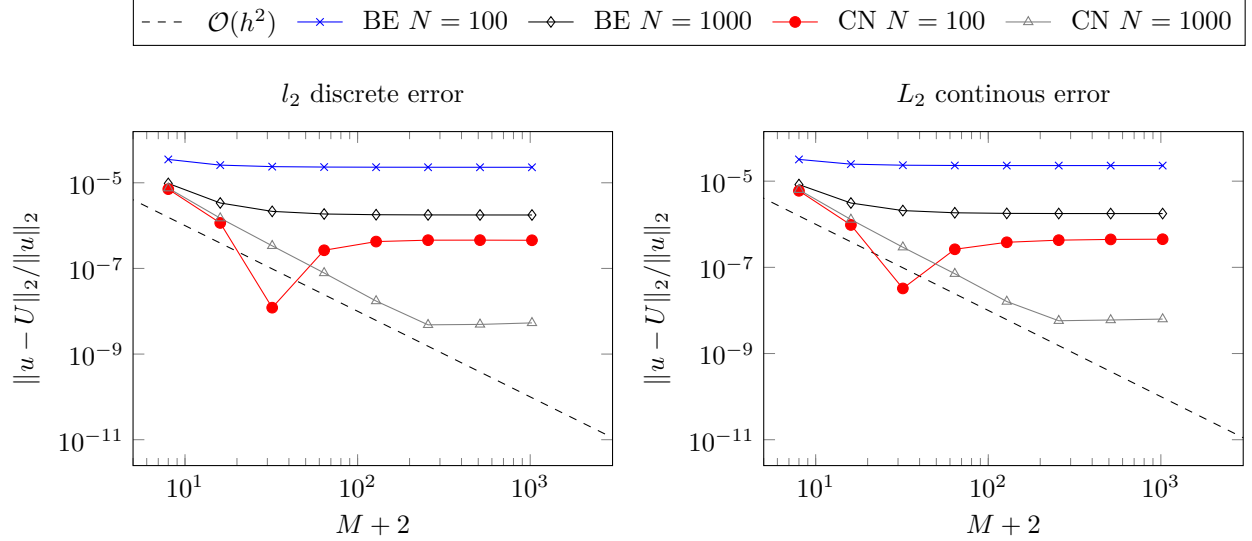 O(h²) BE N = 100 BE N = 1000 CN N = 100 CN N = 1000
l₂ discrete error
10⁻⁵
10⁻⁷
10⁻⁹
10⁻¹¹
‖u − U‖₂/‖u‖₂
10¹ 10² 10³
M + 2
L₂ continous error
10⁻⁵
10⁻⁷
10⁻⁹
10⁻¹¹
‖u − U‖₂/‖u‖₂
10¹ 10² 10³
M + 2